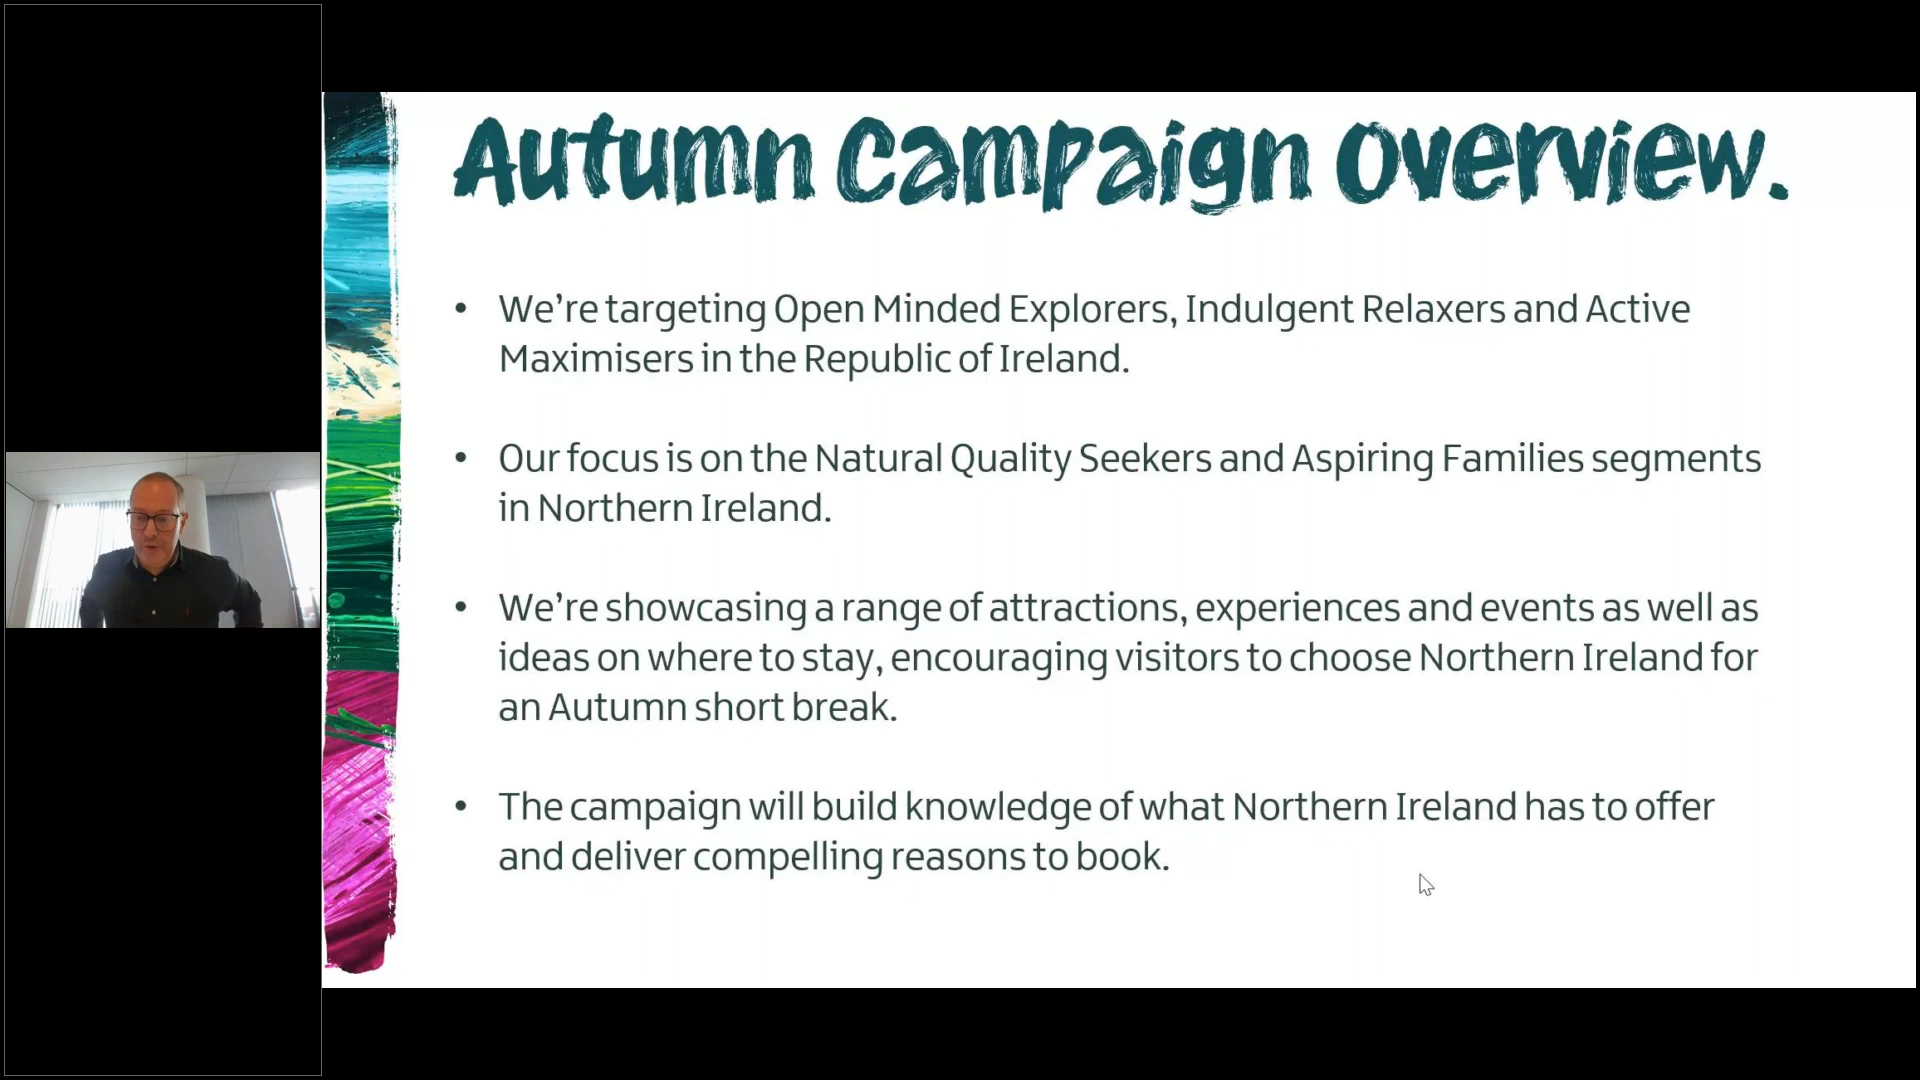 Autumn Campaign Overview.
• We’re targeting Open Minded Explorers, Indulgent Relaxers and Active
Maximisers in the Republic of Ireland.
• Our focus is on the Natural Quality Seekers and Aspiring Families segments
in Northern Ireland.
• We’re showcasing a range of attractions, experiences and events as well as
ideas on where to stay, encouraging visitors to choose Northern Ireland for
an Autumn short break.
• The campaign will build knowledge of what Northern Ireland has to offer
and deliver compelling reasons to book.